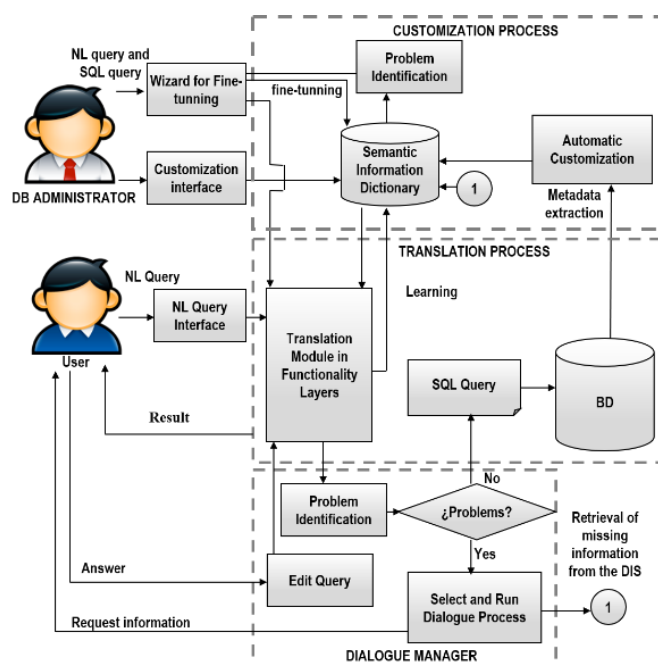 CUSTOMIZATION PROCESS
NL query and
SQL query
Wizard for Fine-
tunning
fine-tunning
Problem
Identification
Semantic
Information
Dictionary
Automatic
Customization
1
Customization
interface
DB ADMINISTRATOR
Metadata
extraction
TRANSLATION PROCESS
NL Query
NL Query
Interface
User
Learning
Translation
Module in
Functionality
Layers
SQL Query
BD
Result
No
Problem
Identification
¿Problems?
Retrieval of
missing
information
from the DIS
Yes
Answer
Edit Query
Select and Run
Dialogue Process
1
Request information
DIALOGUE MANAGER